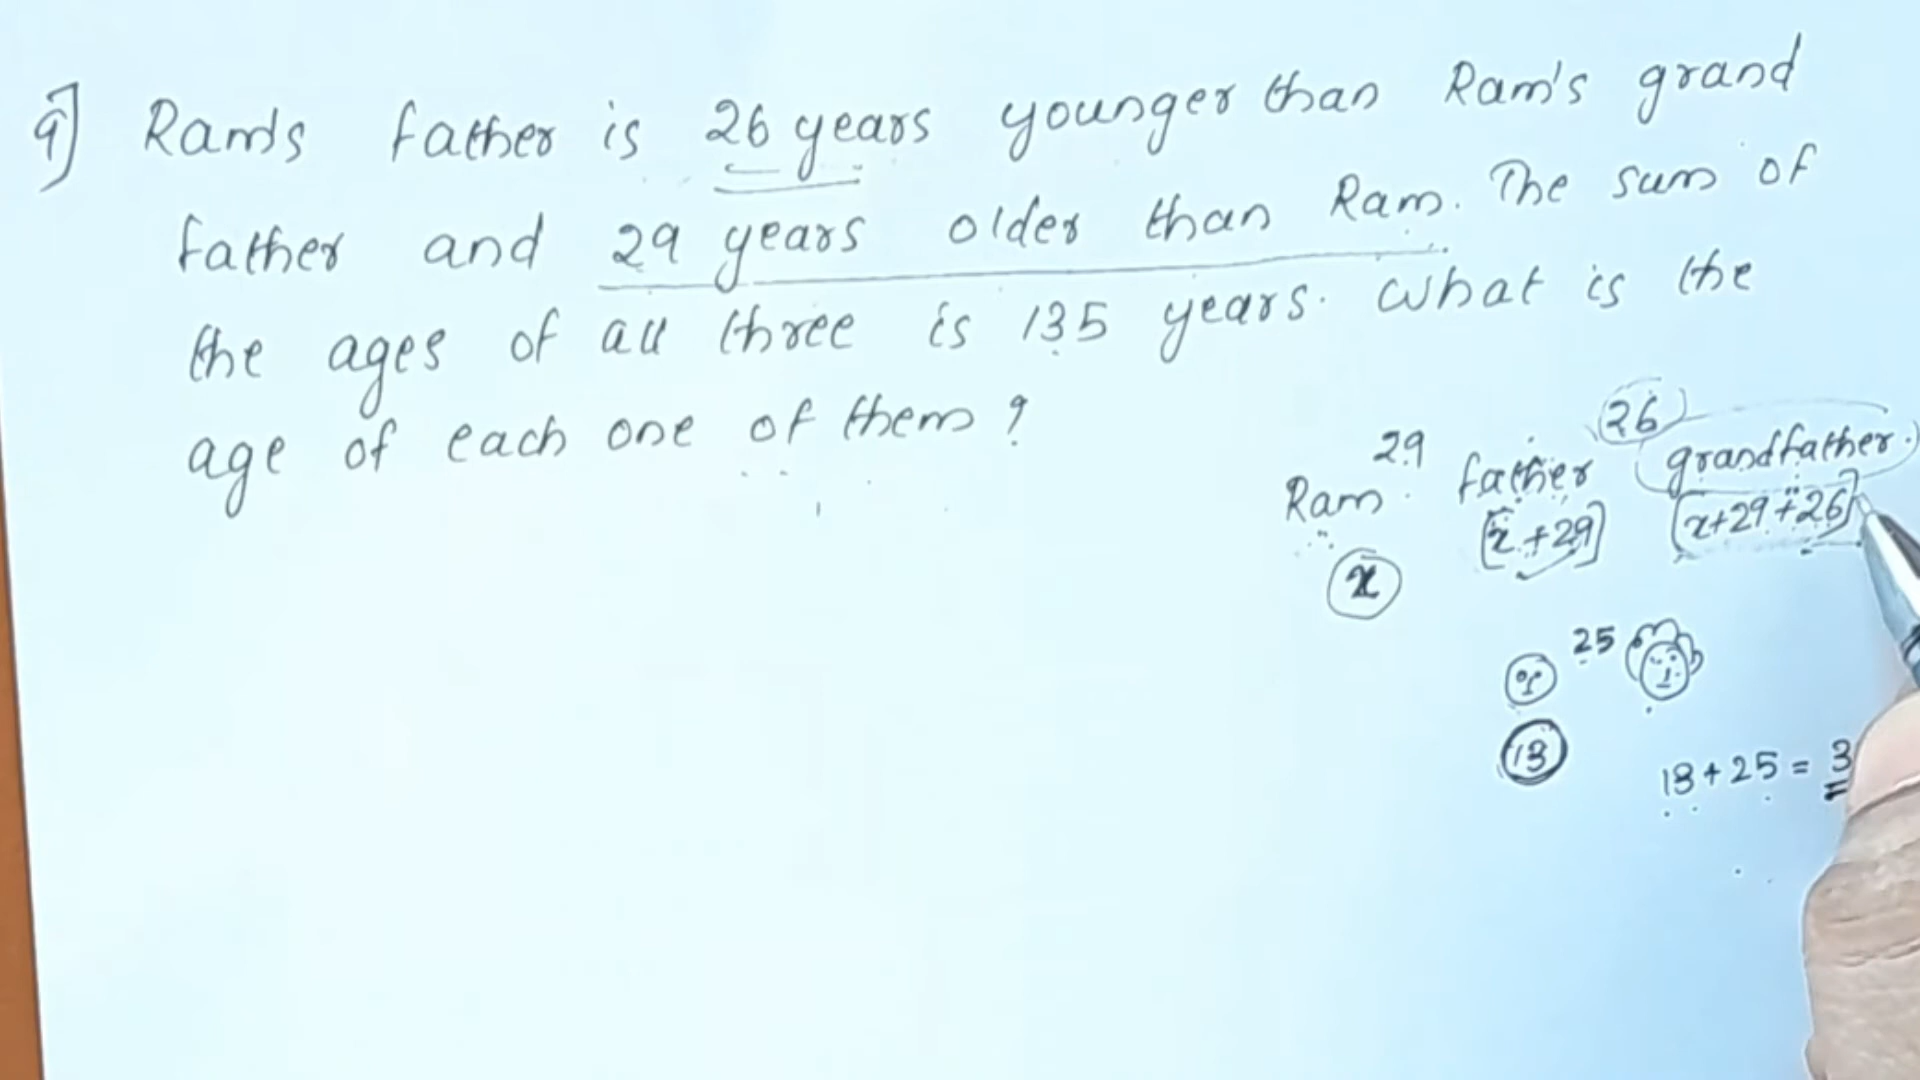 9] Ram's father is 26 years younger than Ram's grand
father and 29 years older than Ram. The sum of
the ages of all three is 135 years. What is the
age of each one of them?
26
29
Ram father grandfather.
[x+29] [x+29+26]
x
25
13
13+25 = 3